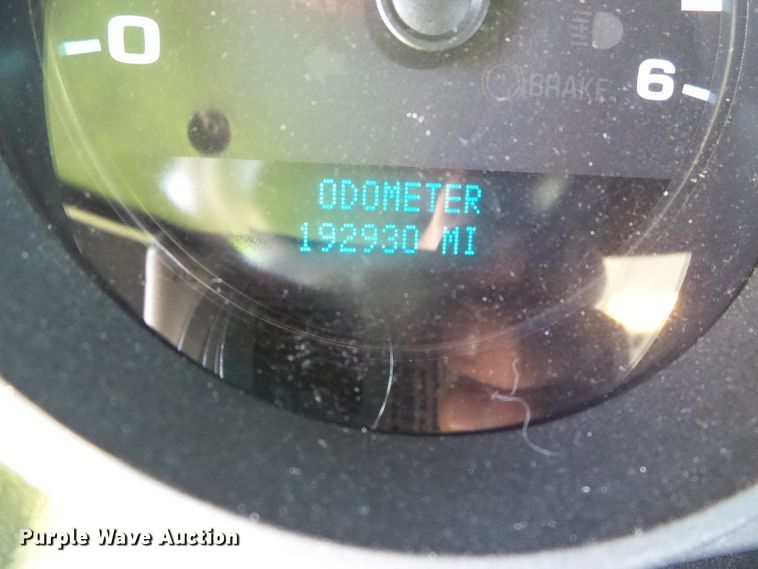 0
6
BRAKE
ODOMETER
192930 MI
Purple Wave Auction